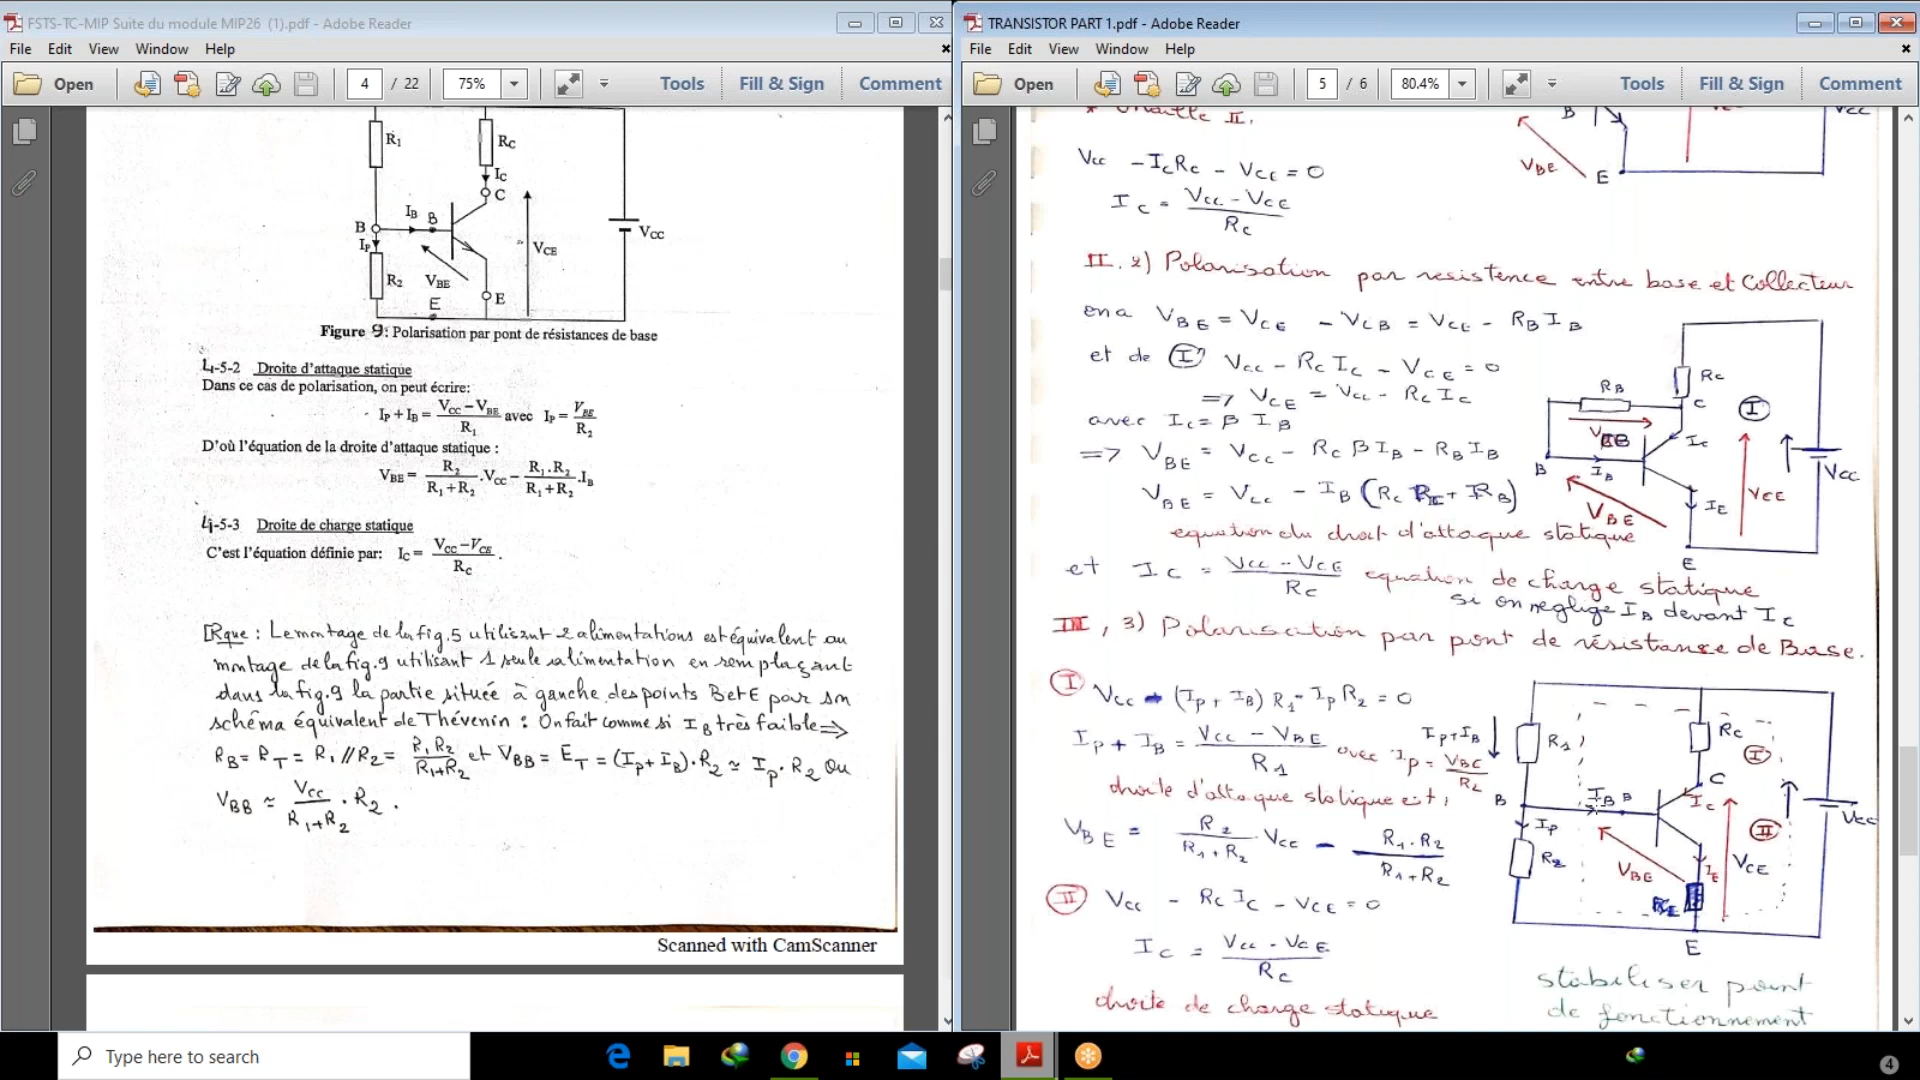 FSTS-TC-MIP Suite du module MIP26 (1).pdf - Adobe Reader
File Edit View Window Help
Open 4 / 22 75% Tools Fill & Sign Comment
R1
RC
IC
C
IB B
B
IP
VCC
VCE
R2 VBE
E
E
Figure 9: Polarisation par pont de résistances de base
4-5-2 Droite d'attaque statique
Dans ce cas de polarisation, on peut écrire:
IP + IB = (VCC – VBE)/R1 avec IP = VBE/R2
D'où l'équation de la droite d'attaque statique :
VBE = R2/(R1+R2) .VCC – R1.R2/(R1+R2) .IB
4-5-3 Droite de charge statique
C'est l'équation définie par: IC = (VCC – VCE)/RC .
Rque : Le montage de la fig.5 utilisant 2 alimentations est équivalent au
montage de la fig.9 utilisant 1 seule alimentation en remplaçant
dans la fig.9 la partie située à gauche des points B et E par son
schéma équivalent de Thévenin : On fait comme si IB très faible ⟹
RB = RT = R1 // R2 = R1R2/(R1+R2) et VBB = ET = (Ip + IB).R2 ≃ Ip.R2 ou
VBB ≃ Vcc/(R1+R2) . R2 .
Scanned with CamScanner
TRANSISTOR PART 1.pdf - Adobe Reader
File Edit View Window Help
Open 5 / 6 80.4% Tools Fill & Sign Comment
B
VBE
E
Vcc
II.
Vcc - IcRc - VCE = 0
Ic = (Vcc - VCE)/Rc
II. 2) Polarisation par resistence entre base et Collecteur
on a VBE = VCE - VCB = VCE - RB IB
et de (I) Vcc - Rc Ic - VCE = 0
=> VCE = Vcc - Rc Ic
avec Ic = β IB
=> VBE = Vcc - Rc β IB - RB IB
equation du droit d'attaque statique
et Ic = (Vcc - VCE)/Rc equation de charge statique
si on neglige IB devant Ic
RB
Rc
C
I
Ic
B
IB
Vcc
VCE
IE
VBE
E
III, 3) Polarisation par pont de résistance de Base.
(I) Vcc - (Ip + IB) R1 - Ip R2 = 0
Ip + IB = (Vcc - VBE)/R1 avec Ip = VBE/R2
droite d'attaque statique est,
VBE = R2/(R1+R2) . Vcc - R1.R2/(R1+R2)
(II) Vcc - Rc Ic - VCE = 0
Ic = (Vcc - VCE)/Rc
droite de charge statique
Ip+IB
R1
Rc
I
C
Ic
B
IB B
Ip
II
Vcc
R2
VBE
IE
VCE
RE
E
stabiliser point
de fonctionnement
Type here to search
4